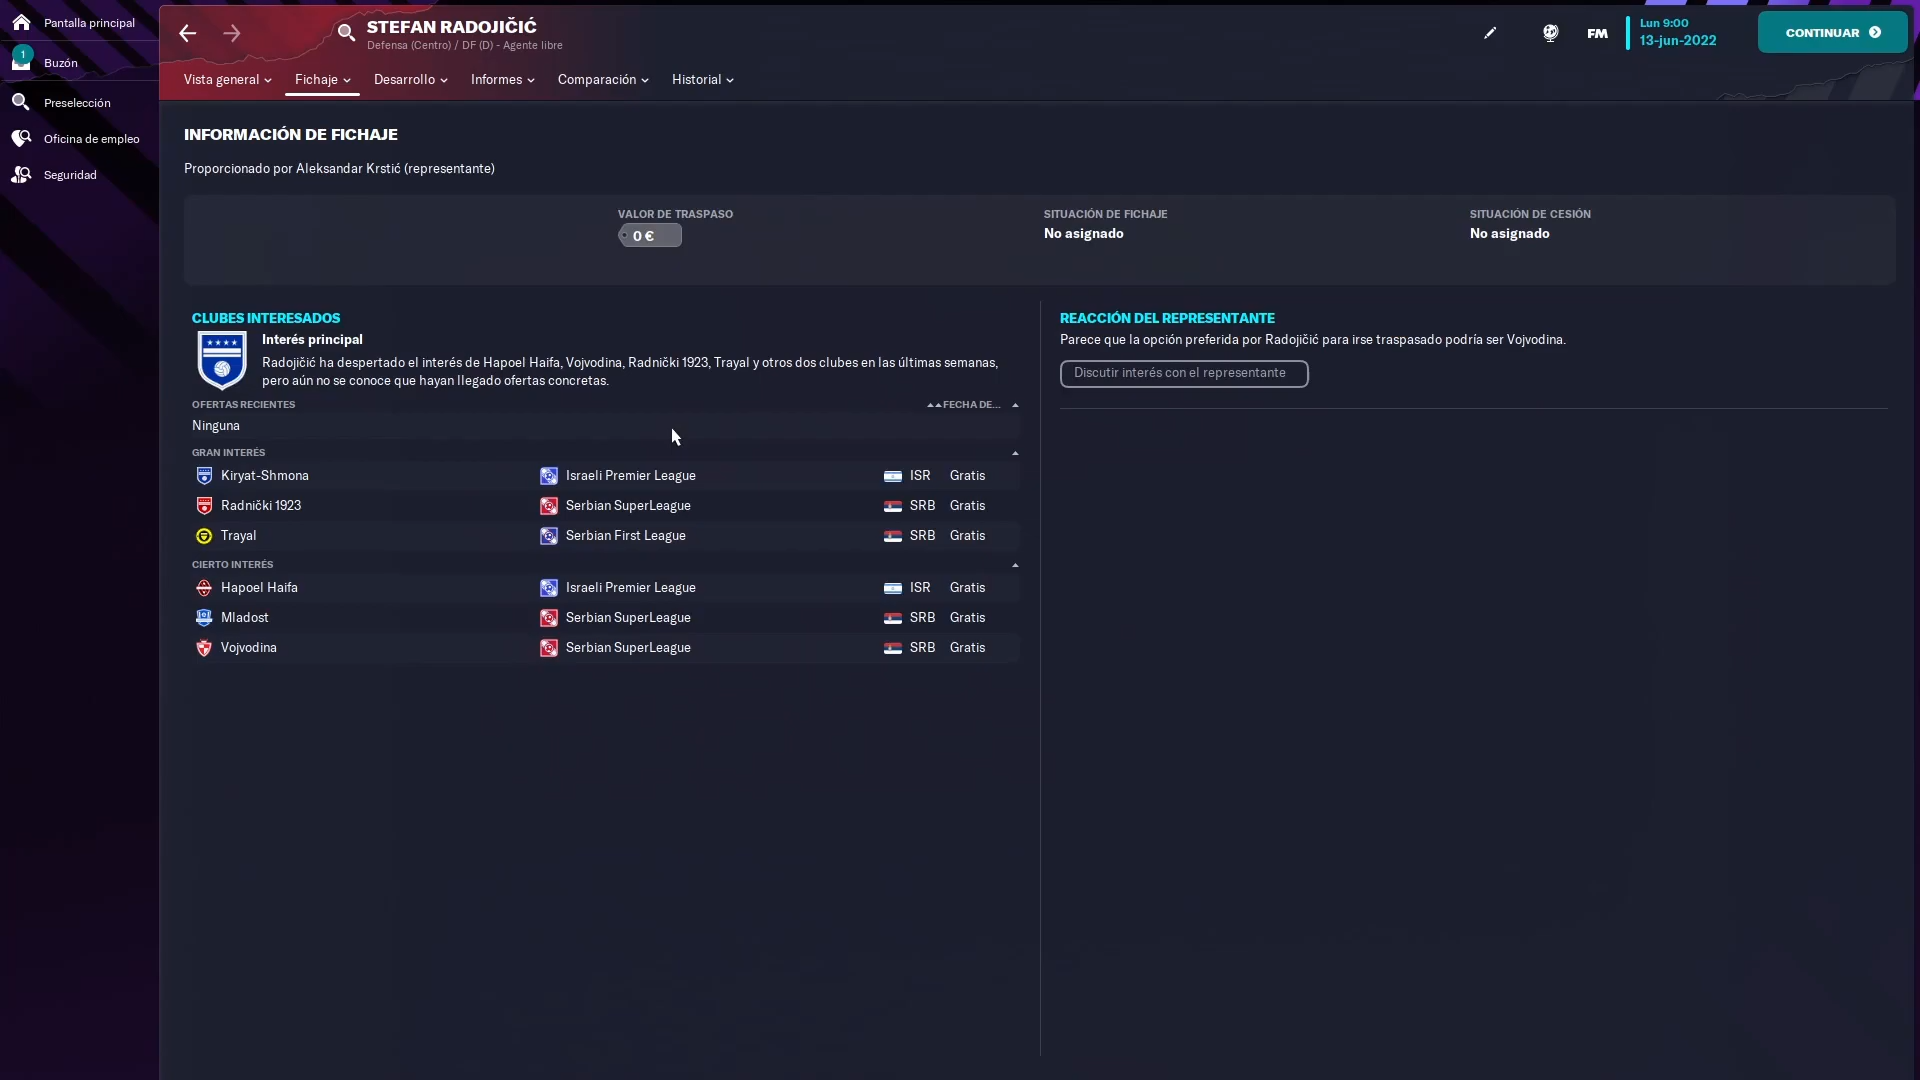 Pantalla principal
1
Buzón
Preselección
Oficina de empleo
Seguridad
STEFAN RADOJIČIĆ
Defensa (Centro) / DF (D) - Agente libre
FM
Lun 9:00
13-jun-2022
CONTINUAR
Vista general
Fichaje
Desarrollo
Informes
Comparación
Historial
INFORMACIÓN DE FICHAJE
Proporcionado por Aleksandar Krstić (representante)
VALOR DE TRASPASO
0 €
SITUACIÓN DE FICHAJE
No asignado
SITUACIÓN DE CESIÓN
No asignado
CLUBES INTERESADOS
Interés principal
Radojičić ha despertado el interés de Hapoel Haifa, Vojvodina, Radnički 1923, Trayal y otros dos clubes en las últimas semanas,
pero aún no se conoce que hayan llegado ofertas concretas.
OFERTAS RECIENTES FECHA DE...
Ninguna
GRAN INTERÉS
Kiryat-Shmona Israeli Premier League ISR Gratis
Radnički 1923 Serbian SuperLeague SRB Gratis
Trayal Serbian First League SRB Gratis
CIERTO INTERÉS
Hapoel Haifa Israeli Premier League ISR Gratis
Mladost Serbian SuperLeague SRB Gratis
Vojvodina Serbian SuperLeague SRB Gratis
REACCIÓN DEL REPRESENTANTE
Parece que la opción preferida por Radojičić para irse traspasado podría ser Vojvodina.
Discutir interés con el representante